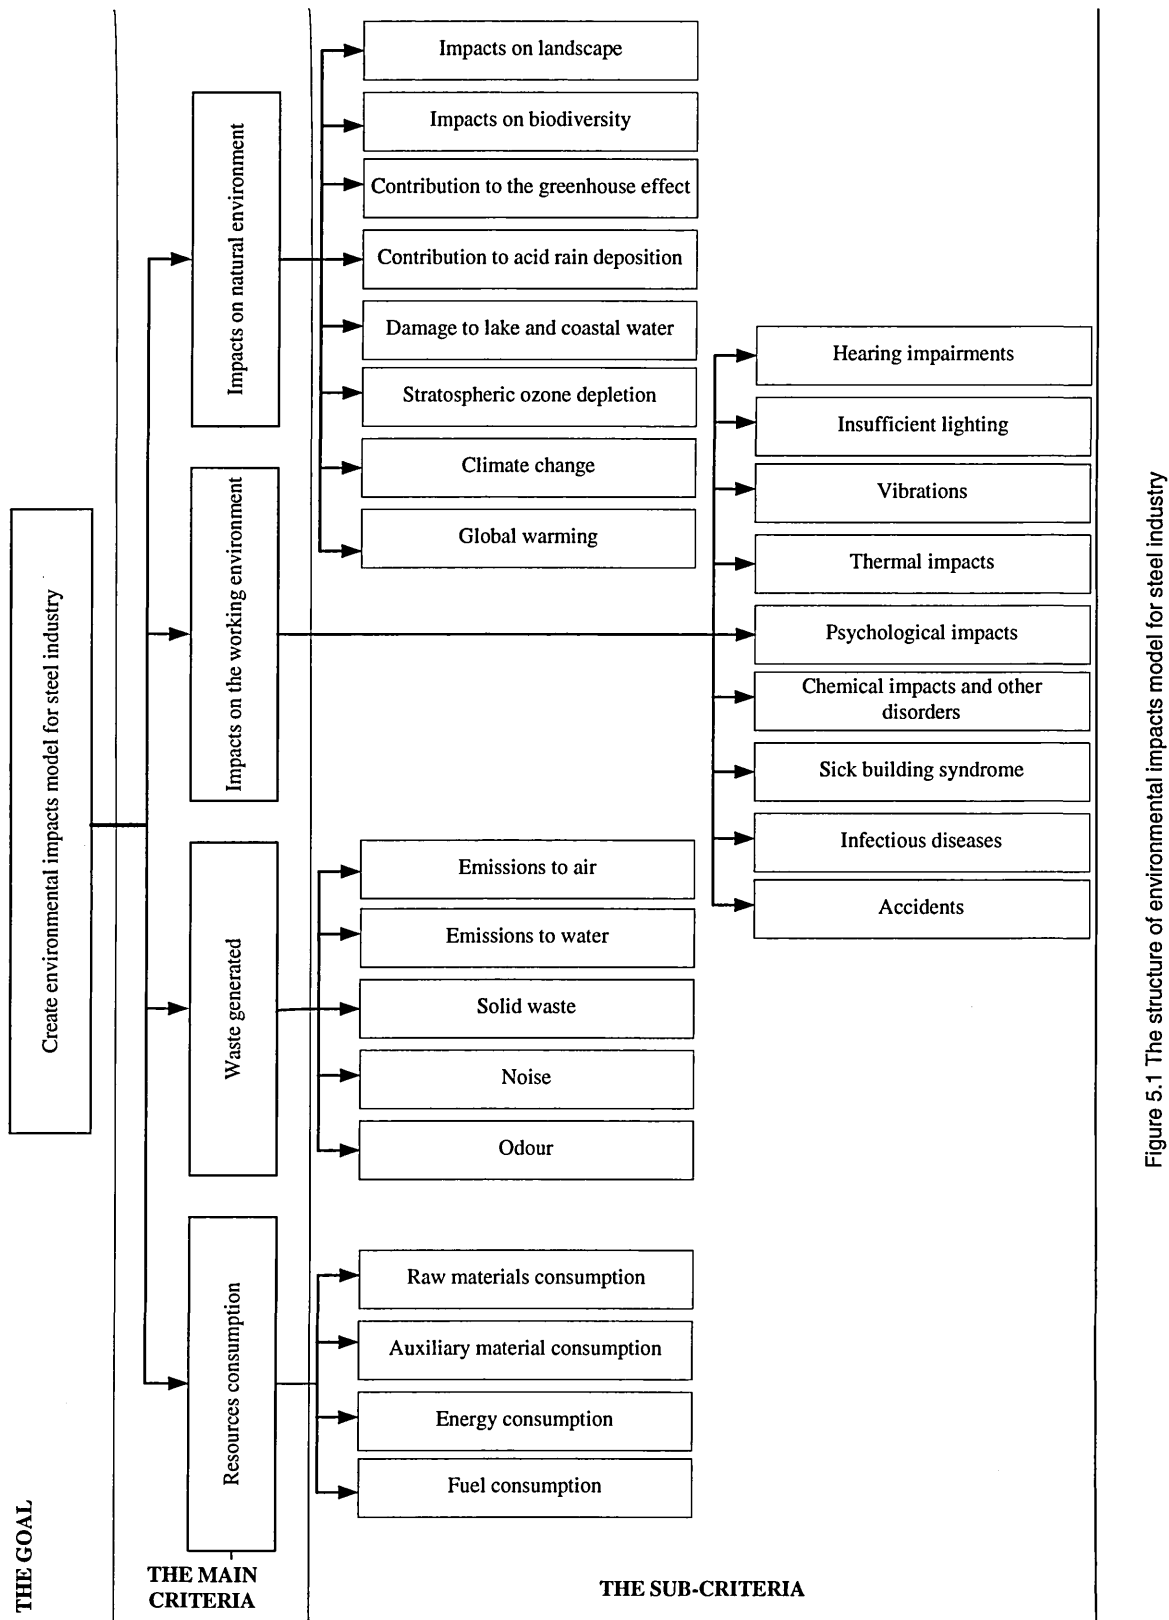 Create environmental impacts model for steel industry
Impacts on natural environment
Impacts on the working environment
Waste generated
Resources consumption
Impacts on landscape
Impacts on biodiversity
Contribution to the greenhouse effect
Contribution to acid rain deposition
Damage to lake and coastal water
Stratospheric ozone depletion
Climate change
Global warming
Hearing impairments
Insufficient lighting
Vibrations
Thermal impacts
Psychological impacts
Chemical impacts and other
disorders
Sick building syndrome
Infectious diseases
Accidents
Emissions to air
Emissions to water
Solid waste
Noise
Odour
Raw materials consumption
Auxiliary material consumption
Energy consumption
Fuel consumption
THE GOAL
THE MAIN
CRITERIA
THE SUB-CRITERIA
Figure 5.1 The structure of environmental impacts model for steel industry